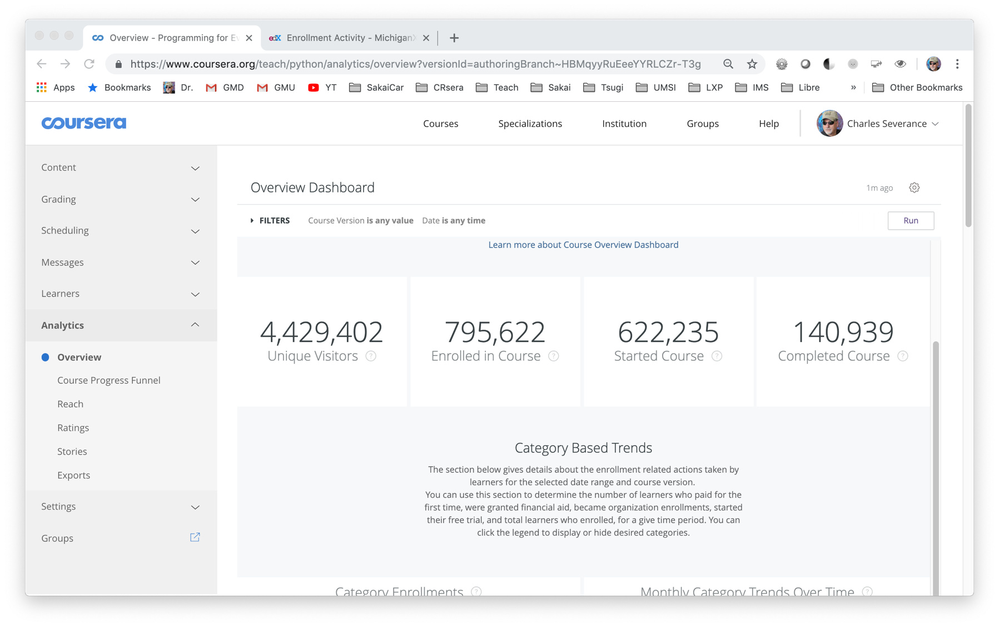 Overview - Programming for Ev
edX Enrollment Activity - MichiganX
https://www.coursera.org/teach/python/analytics/overview?versionId=authoringBranch~HBMqyyRuEeeYYRLCZr-T3g
Apps Bookmarks Dr. GMD GMU YT SakaiCar CRsera Teach Sakai Tsugi UMSI LXP IMS Libre » Other Bookmarks
coursera Courses Specializations Institution Groups Help Charles Severance
Content
Grading
Scheduling
Messages
Learners
Analytics
Overview
Course Progress Funnel
Reach
Ratings
Stories
Exports
Settings
Groups
Overview Dashboard 1m ago
FILTERS Course Version is any value Date is any time Run
Learn more about Course Overview Dashboard
4,429,402
Unique Visitors ?
795,622
Enrolled in Course ?
622,235
Started Course ?
140,939
Completed Course ?
Category Based Trends
The section below gives details about the enrollment related actions taken by
learners for the selected date range and course version.
You can use this section to determine the number of learners who paid for the
first time, were granted financial aid, became organization enrollments, started
their free trial, and total learners who enrolled, for a give time period. You can
click the legend to display or hide desired categories.
Category Enrollments ?
Monthly Category Trends Over Time ?